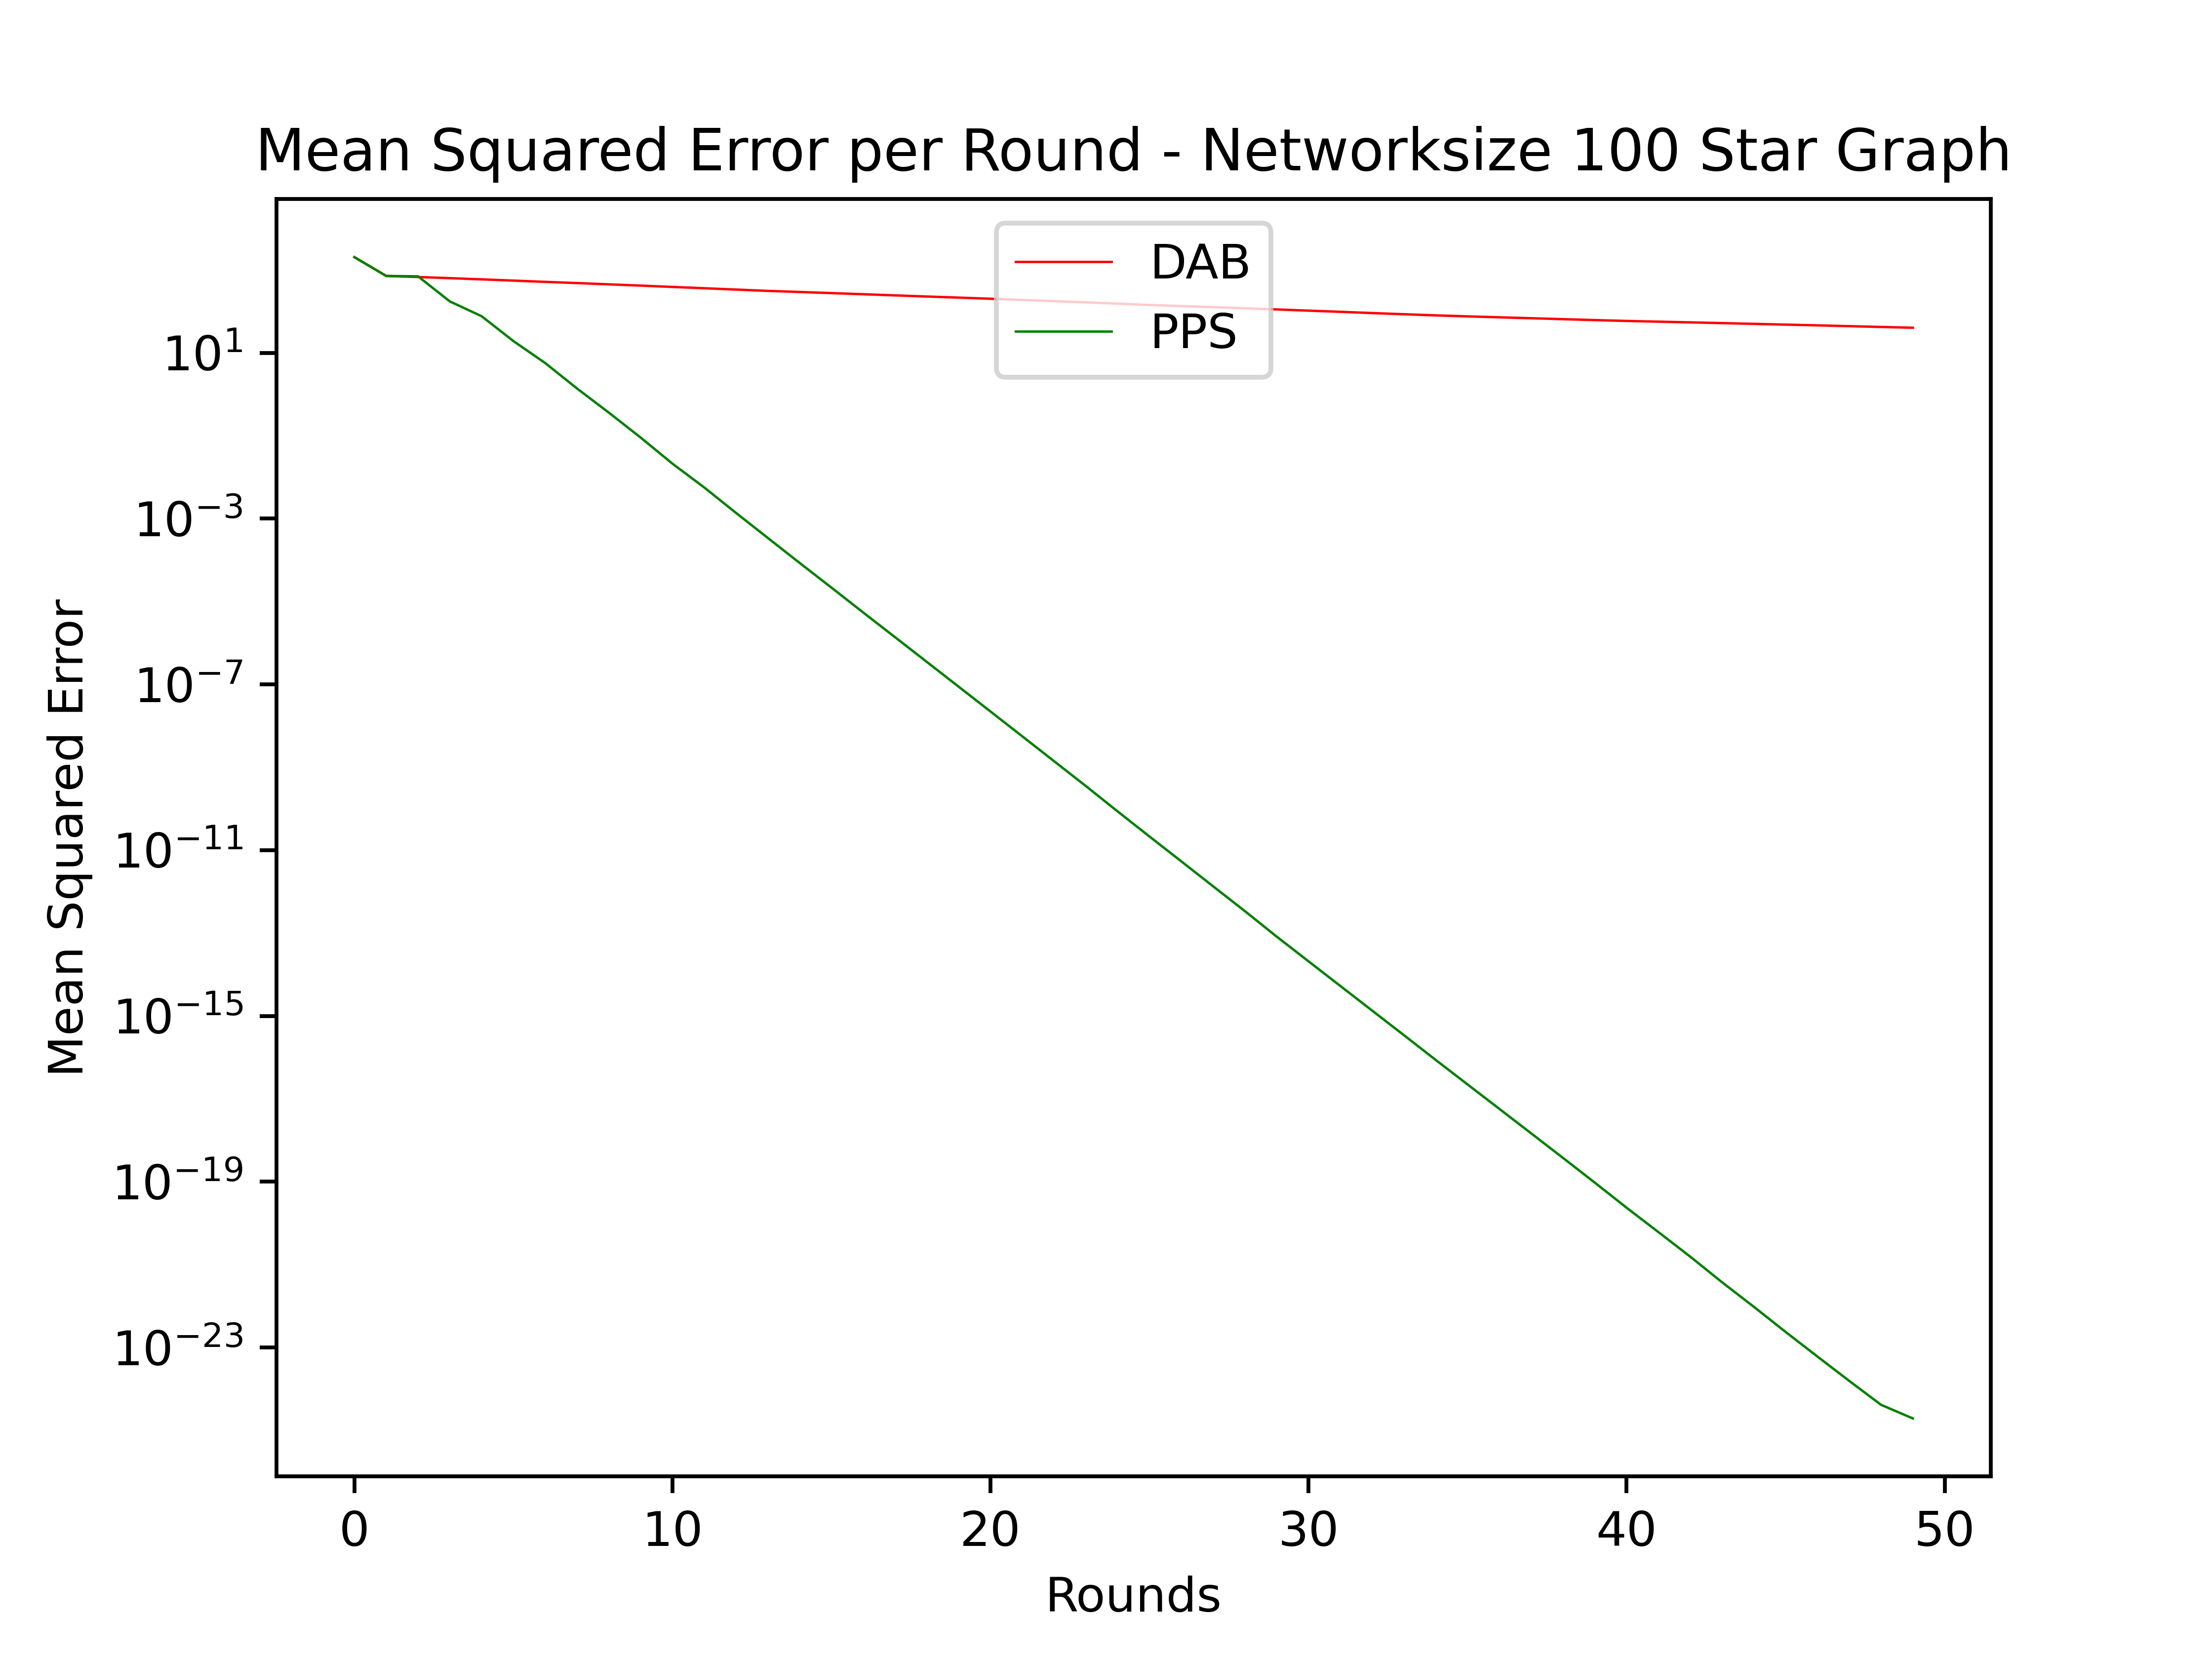 Mean Squared Error per Round - Networksize 100 Star Graph
DAB
PPS
10^1
10^−3
10^−7
10^−11
10^−15
10^−19
10^−23
Mean Squared Error
0 10 20 30 40 50
Rounds